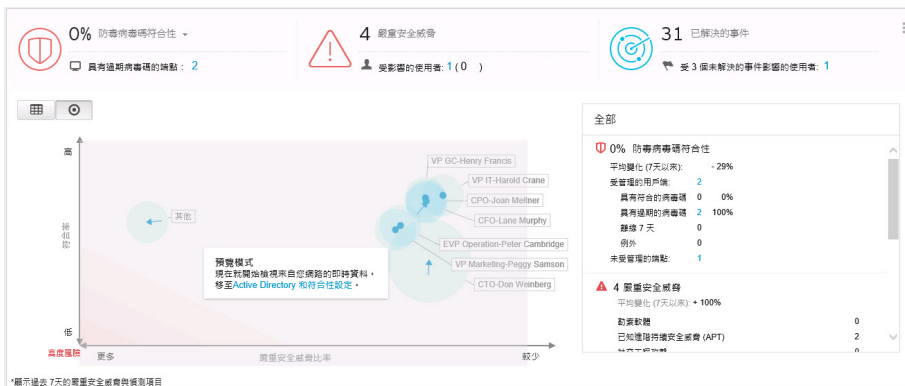 0% 防毒病毒碼符合性
具有過期病毒碼的端點： 2
4 嚴重安全威脅
受影響的使用者: 1 ( 0 )
31 已解決的事件
受 3 個未解決的事件影響的使用者: 1
高
符合率
低
高度風險
更多
嚴重安全威脅比率
較少
其他
VP GC-Henry Francis
VP IT-Harold Crane
CPO-Joan Mellner
CFO-Lane Murphy
EVP Operation-Peter Cambridge
VP Marketing-Peggy Samson
CTO-Don Weinberg
預覽模式
現在就開始檢視來自您網路的即時資料。
移至Active Directory 和符合性設定。
全部
0% 防毒病毒碼符合性
平均變化 (7天以來): - 29%
受管理的用戶端: 2
具有符合的病毒碼 0 0%
具有過期的病毒碼 2 100%
離線 7 天 0
例外 0
未受管理的端點: 1
4 嚴重安全威脅
平均變化 (7天以來): + 100%
勒索軟體 0
已知進階持續安全威脅 (APT) 2
社交工程攻擊 0
*顯示過去 7天的嚴重安全威脅與偵測項目